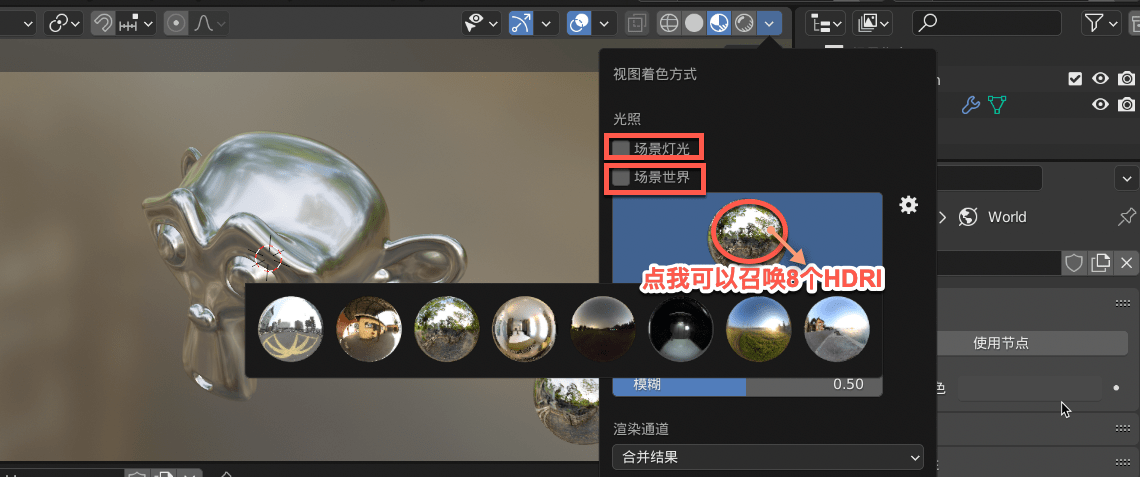 视图着色方式
光照
场景灯光
场景世界
World
点我可以召唤8个HDRI
使用节点
模糊 0.50
色
渲染通道
合并结果